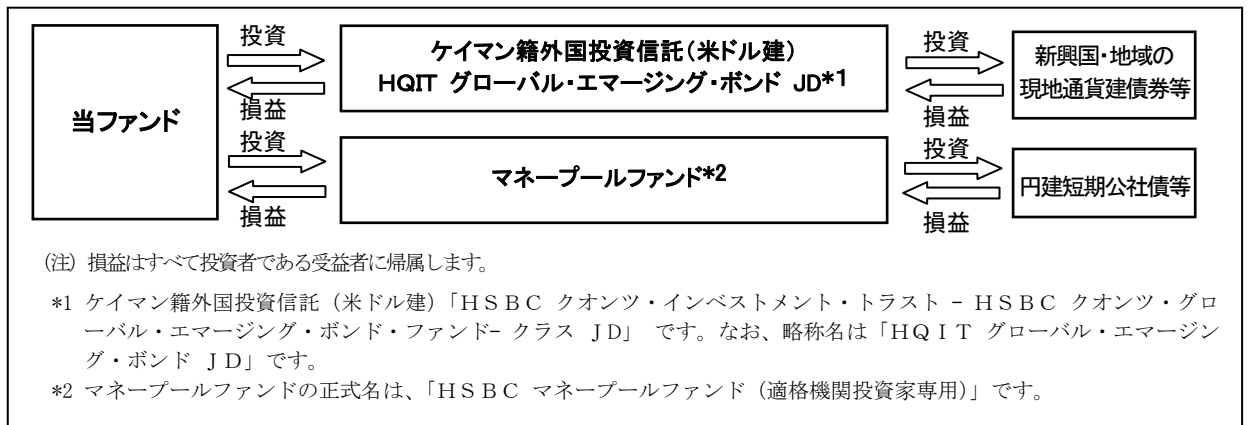 当ファンド
投資
損益
投資
損益
ケイマン籍外国投資信託(米ドル建)
HQIT グローバル・エマージング・ボンド JD*1
マネープールファンド*2
投資
損益
投資
損益
新興国・地域の
現地通貨建債券等
円建短期公社債等
(注) 損益はすべて投資者である受益者に帰属します。
*1 ケイマン籍外国投資信託(米ドル建)「HSBC クオンツ・インベストメント・トラスト - HSBC クオンツ・グロ
ーバル・エマージング・ボンド・ファンド- クラス JD」 です。なお、略称名は「HQIT グローバル・エマージン
グ・ボンド JD」です。
*2 マネープールファンドの正式名は、「HSBC マネープールファンド(適格機関投資家専用)」です。